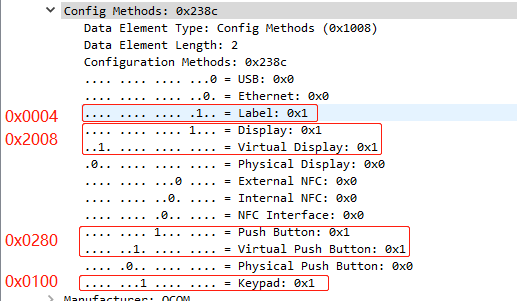 Config Methods: 0x238c
Data Element Type: Config Methods (0x1008)
Data Element Length: 2
Configuration Methods: 0x238c
.... .... .... ...0 = USB: 0x0
.... .... .... ..0. = Ethernet: 0x0
0x0004 .... .... .... .1.. = Label: 0x1
0x2008 .... .... .... 1... = Display: 0x1
..1. .... .... .... = Virtual Display: 0x1
.0.. .... .... .... = Physical Display: 0x0
.... .... ...0 .... = External NFC: 0x0
.... .... ..0. .... = Internal NFC: 0x0
.... .... .0.. .... = NFC Interface: 0x0
0x0280 .... .... 1... .... = Push Button: 0x1
.... ..1. .... .... = Virtual Push Button: 0x1
.... .0.. .... .... = Physical Push Button: 0x0
0x0100 .... ...1 .... .... = Keypad: 0x1
Manufacturer: QCOM